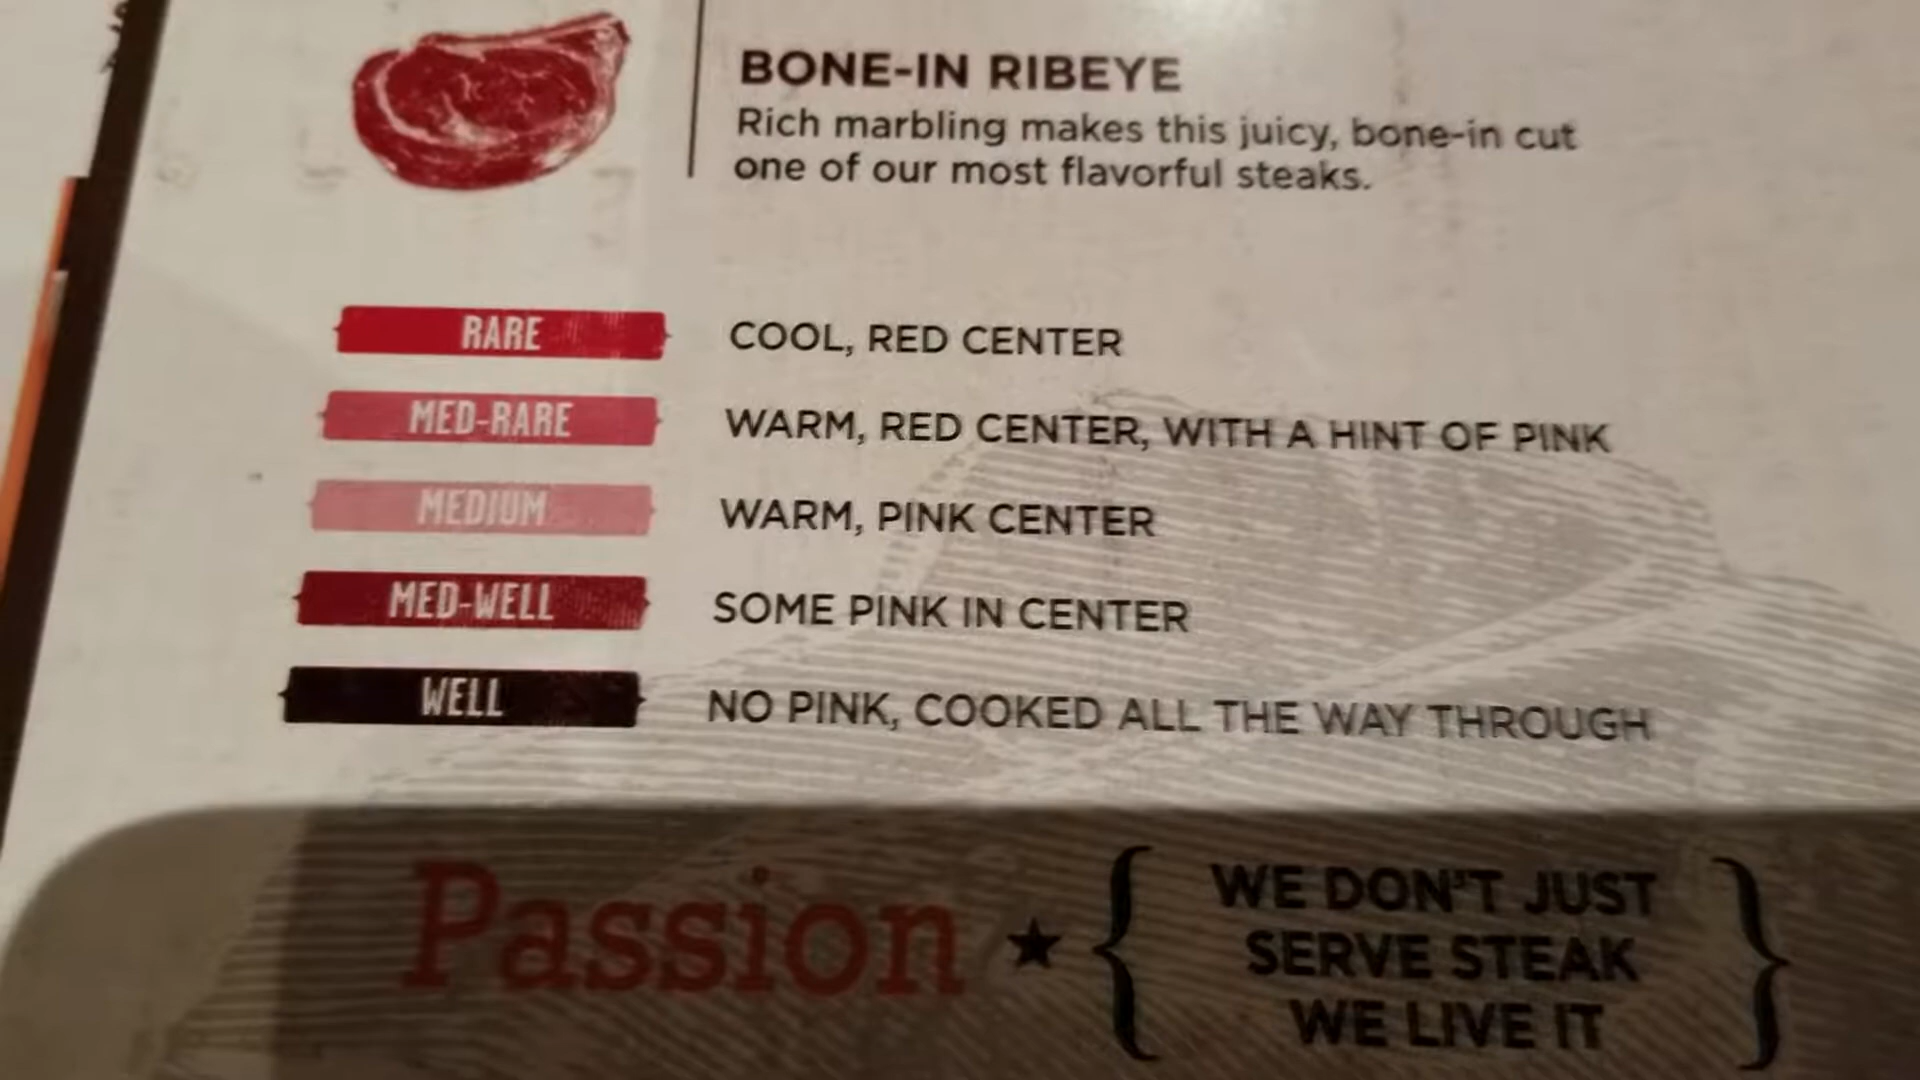 BONE-IN RIBEYE
Rich marbling makes this juicy, bone-in cut
one of our most flavorful steaks.
RARE COOL, RED CENTER
MED-RARE WARM, RED CENTER, WITH A HINT OF PINK
MEDIUM WARM, PINK CENTER
MED-WELL SOME PINK IN CENTER
WELL NO PINK, COOKED ALL THE WAY THROUGH
Passion ★ { WE DON'T JUST
SERVE STEAK
WE LIVE IT }